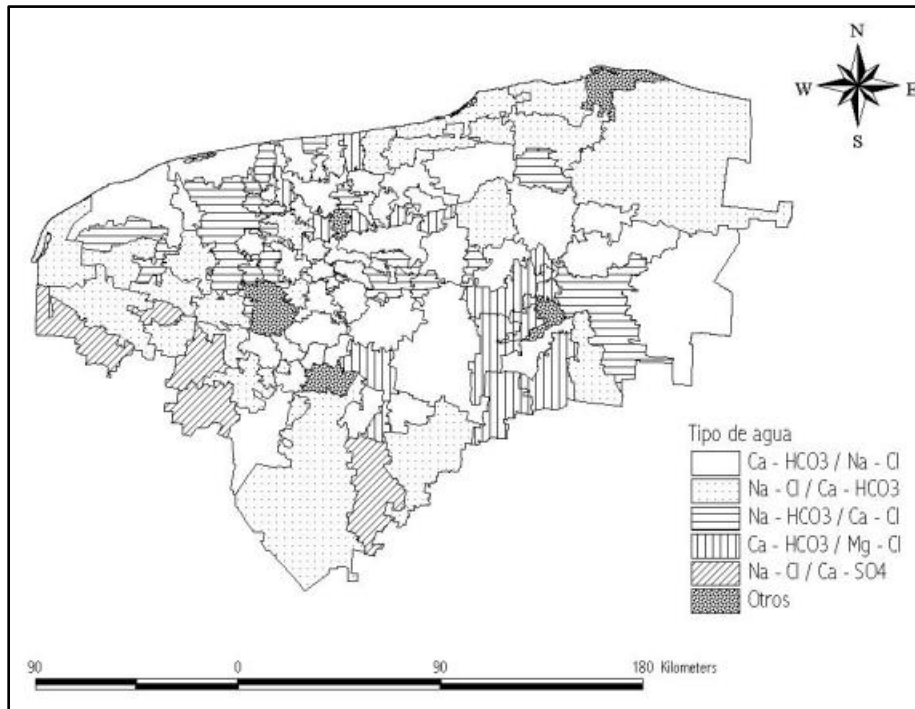 N
W E
S
Tipo de agua
Ca - HCO3 / Na - Cl
Na - Cl / Ca - HCO3
Na - HCO3 / Ca - Cl
Ca - HCO3 / Mg - Cl
Na - Cl / Ca - SO4
Otros
90 0 90 180 Kilometers